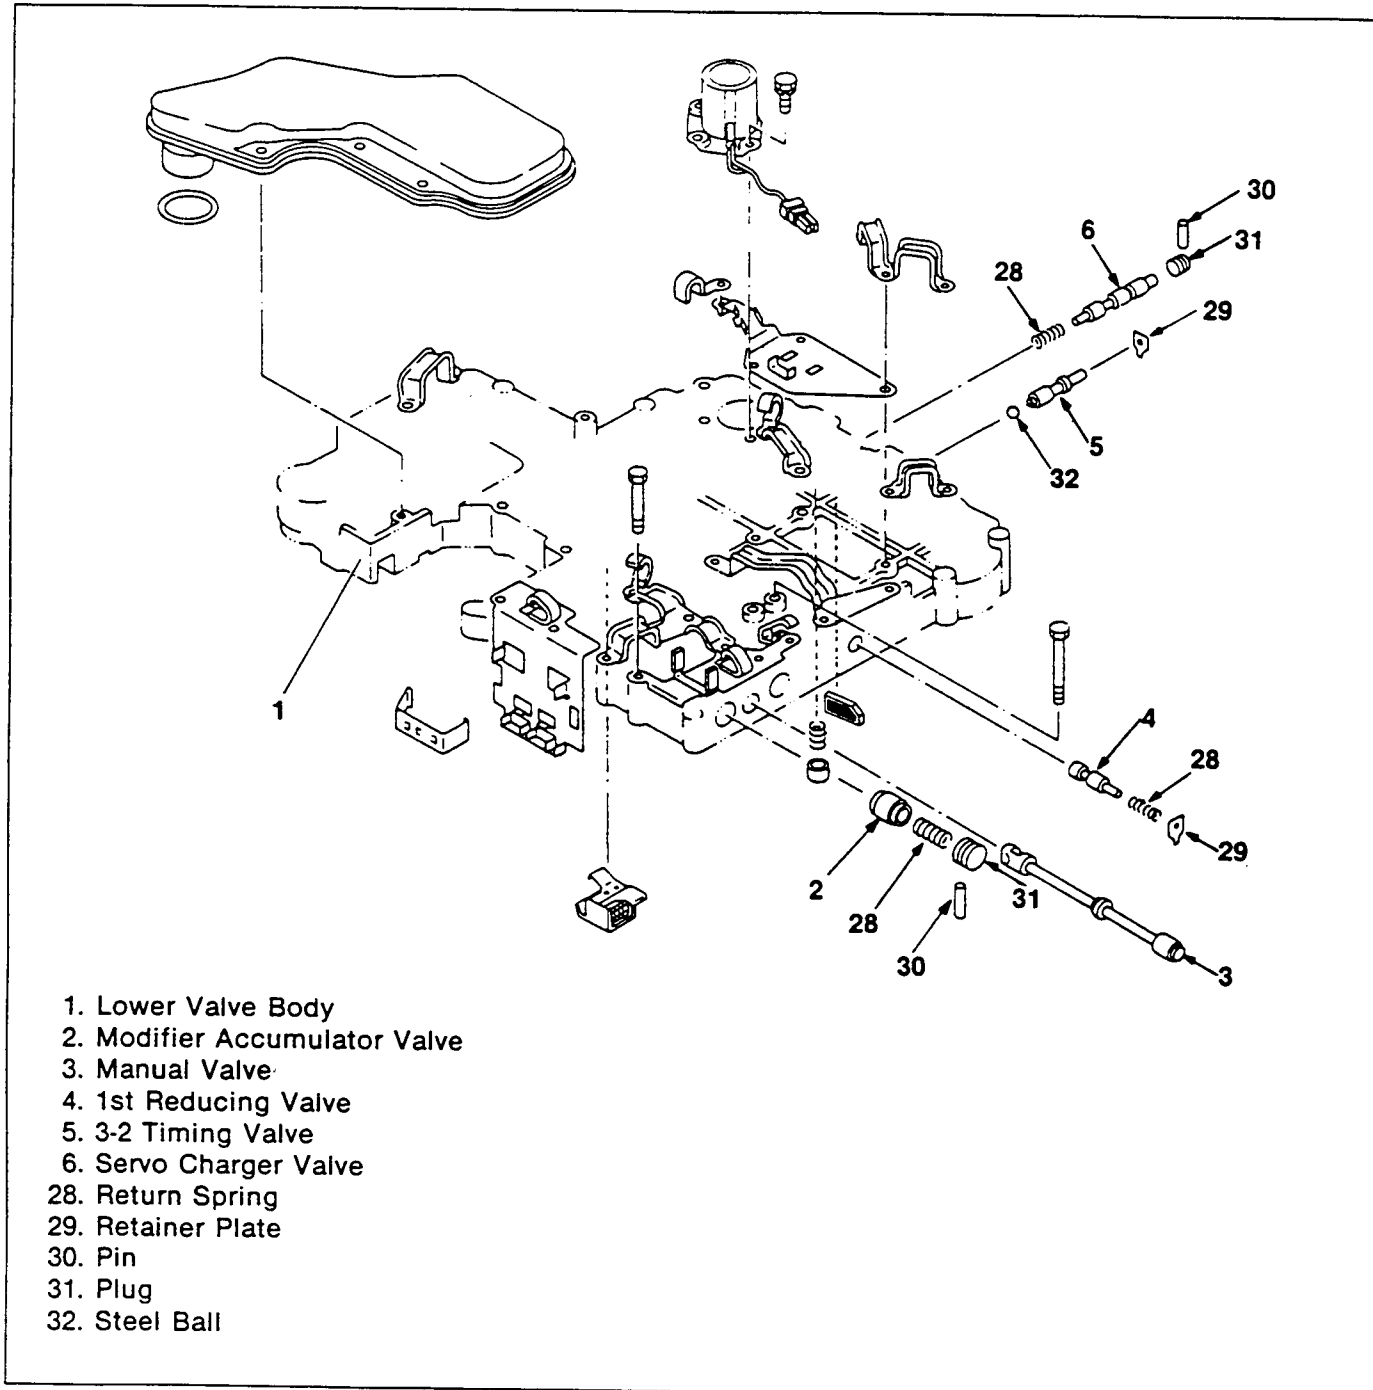 30
6
31
28
29
5
32
1
4
28
29
2
31
28
30
3
1. Lower Valve Body
2. Modifier Accumulator Valve
3. Manual Valve
4. 1st Reducing Valve
5. 3-2 Timing Valve
6. Servo Charger Valve
28. Return Spring
29. Retainer Plate
30. Pin
31. Plug
32. Steel Ball